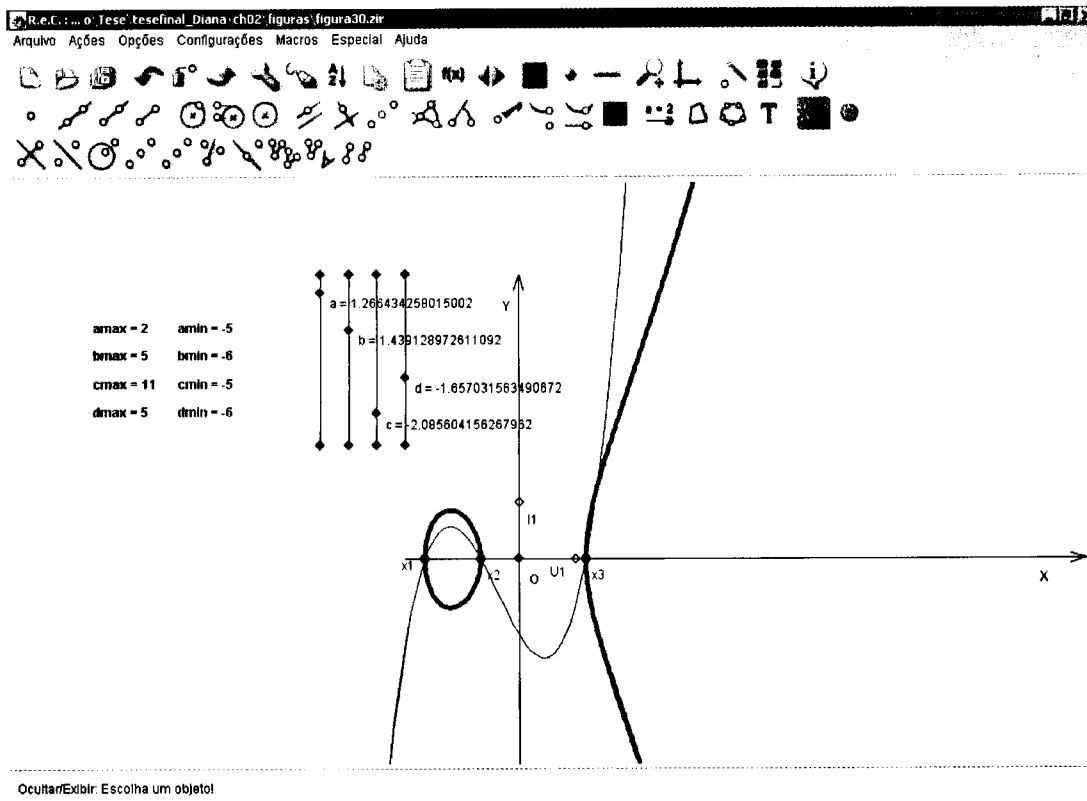 R.e.C. : ... o\Tese\tesefinal_Diana\ch02\figuras\figura30.zir
Arquivo Ações Opções Configurações Macros Especial Ajuda
f(x)
a = 2
T
Y
a = 1.266434258015002
amax = 2 amin = -5
b = 1.439128972611092
bmax = 5 bmin = -6
cmax = 11 cmin = -5
d = -1.657031563490672
dmax = 5 dmin = -6
c = -2.085604156267962
I1
x1 x2 O U1 x3 X
Ocultar/Exibir: Escolha um objeto!